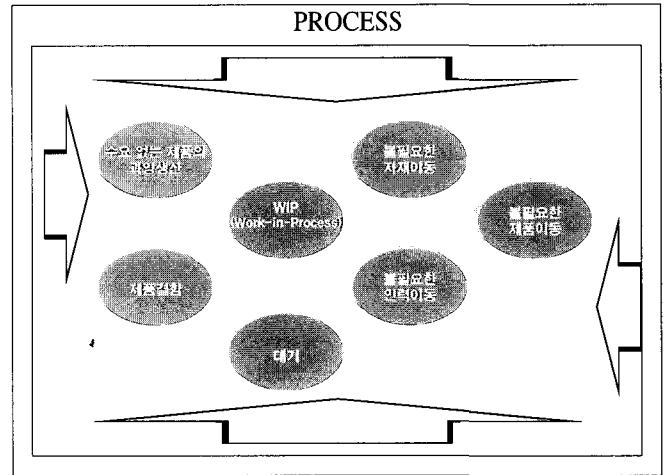 PROCESS
수요 없는 제품의
과잉생산
불필요한
자재이동
WIP
(Work-in-Process)
불필요한
제품이동
제품결함
불필요한
인력이동
대기